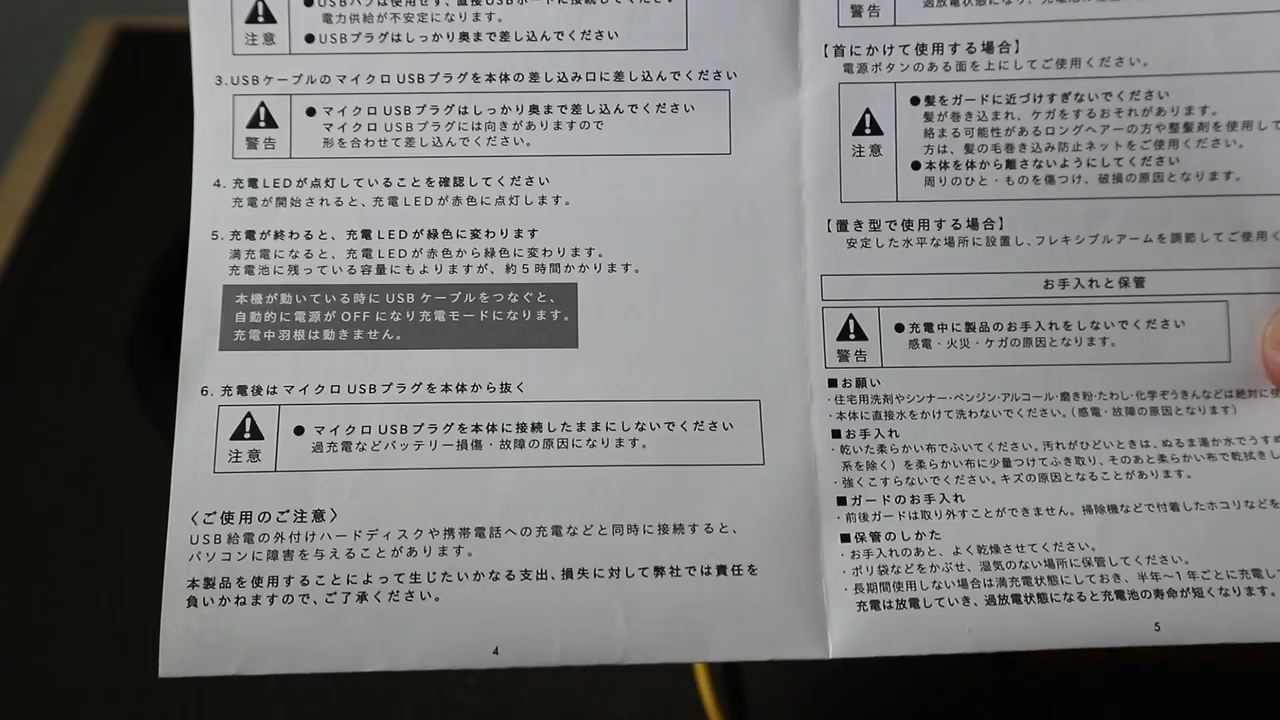 ●USBハブは使用せず、直接USBポートに接続してください
電力供給が不安定になります。
●USBプラグはしっかり奥まで差し込んでください
注意
3.USBケーブルのマイクロUSBプラグを本体の差し込み口に差し込んでください
● マイクロUSBプラグはしっかり奥まで差し込んでください
マイクロUSBプラグには向きがありますので
形を合わせて差し込んでください。
警告
4. 充電LEDが点灯していることを確認してください
充電が開始されると、充電LEDが赤色に点灯します。
5. 充電が終わると、充電LEDが緑色に変わります
満充電になると、充電LEDが赤色から緑色に変わります。
充電池に残っている容量にもよりますが、約5時間かかります。
本機が動いている時にUSBケーブルをつなぐと、
自動的に電源がOFFになり充電モードになります。
充電中羽根は動きません。
6. 充電後はマイクロUSBプラグを本体から抜く
● マイクロUSBプラグを本体に接続したままにしないでください
過充電などバッテリー損傷・故障の原因になります。
注意
〈ご使用のご注意〉
USB給電の外付けハードディスクや携帯電話への充電などと同時に接続すると、
パソコンに障害を与えることがあります。
本製品を使用することによって生じたいかなる支出、損失に対して弊社では責任を
負いかねますので、ご了承ください。
4
警告
【首にかけて使用する場合】
電源ボタンのある面を上にしてご使用ください。
●髪をガードに近づけすぎないでください
髪が巻き込まれ、ケガをするおそれがあります。
絡まる可能性があるロングヘアーの方や整髪剤を使用して
方は、髪の毛巻き込み防止ネットをご使用ください。
●本体を体から離さないようにしてください
周りのひと・ものを傷つけ、破損の原因となります。
注意
【置き型で使用する場合】
安定した水平な場所に設置し、フレキシブルアームを調節してご使用く
お手入れと保管
●充電中に製品のお手入れをしないでください
感電・火災・ケガの原因となります。
警告
■お願い
・住宅用洗剤やシンナー・ベンジン・アルコール・磨き粉・たわし・化学ぞうきんなどは絶対に使
・本体に直接水をかけて洗わないでください。(感電・故障の原因となります)
■お手入れ
・乾いた柔らかい布でふいてください。汚れがひどいときは、ぬるま湯か水でうすめ
系を除く)を柔らかい布に少量つけてふき取り、そのあと柔らかい布で乾拭きし
・強くこすらないでください。キズの原因となることがあります。
■ガードのお手入れ
・前後ガードは取り外すことができません。掃除機などで付着したホコリなどを
■保管のしかた
・お手入れのあと、よく乾燥させてください。
・ポリ袋などをかぶせ、湿気のない場所に保管してください。
・長期間使用しない場合は満充電状態にしておき、半年〜1年ごとに充電し
充電は放電していき、過放電状態になると充電池の寿命が短くなります。
5